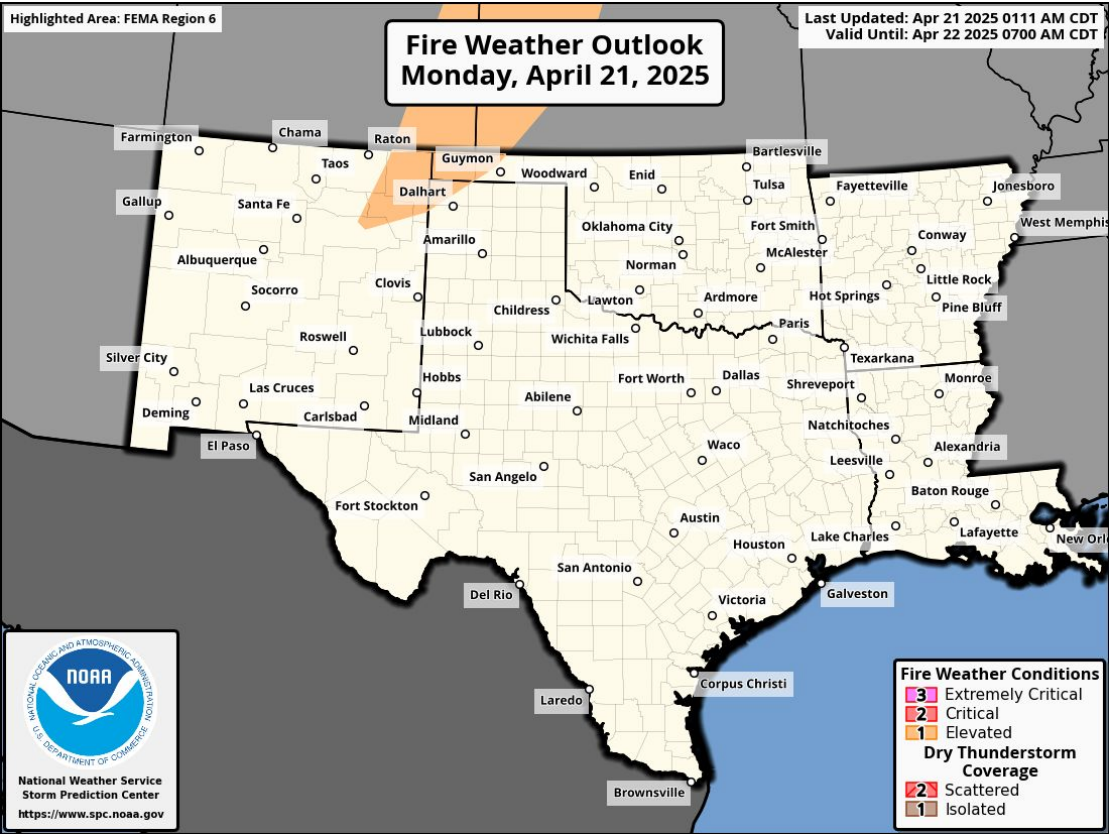 Highlighted Area: FEMA Region 6
Fire Weather Outlook
Monday, April 21, 2025
Last Updated: Apr 21 2025 0111 AM CDT
Valid Until: Apr 22 2025 0700 AM CDT
Farmington
Chama
Raton
Taos
Guymon
Woodward
Enid
Bartlesville
Tulsa
Fayetteville
Jonesboro
Gallup
Santa Fe
Dalhart
Oklahoma City
Fort Smith
West Memphis
Albuquerque
Amarillo
Norman
McAlester
Conway
Socorro
Clovis
Childress
Lawton
Ardmore
Hot Springs
Little Rock
Pine Bluff
Roswell
Lubbock
Wichita Falls
Paris
Texarkana
Silver City
Las Cruces
Hobbs
Abilene
Fort Worth
Dallas
Shreveport
Monroe
Deming
Carlsbad
Midland
Natchitoches
El Paso
San Angelo
Waco
Leesville
Alexandria
Fort Stockton
Austin
Baton Rouge
Houston
Lake Charles
Lafayette
New Orl
San Antonio
Del Rio
Victoria
Galveston
Laredo
Corpus Christi
Brownsville
NATIONAL OCEANIC AND ATMOSPHERIC ADMINISTRATION
NOAA
U.S. DEPARTMENT OF COMMERCE
National Weather Service
Storm Prediction Center
https://www.spc.noaa.gov
Fire Weather Conditions
3 Extremely Critical
2 Critical
1 Elevated
Dry Thunderstorm
Coverage
2 Scattered
1 Isolated